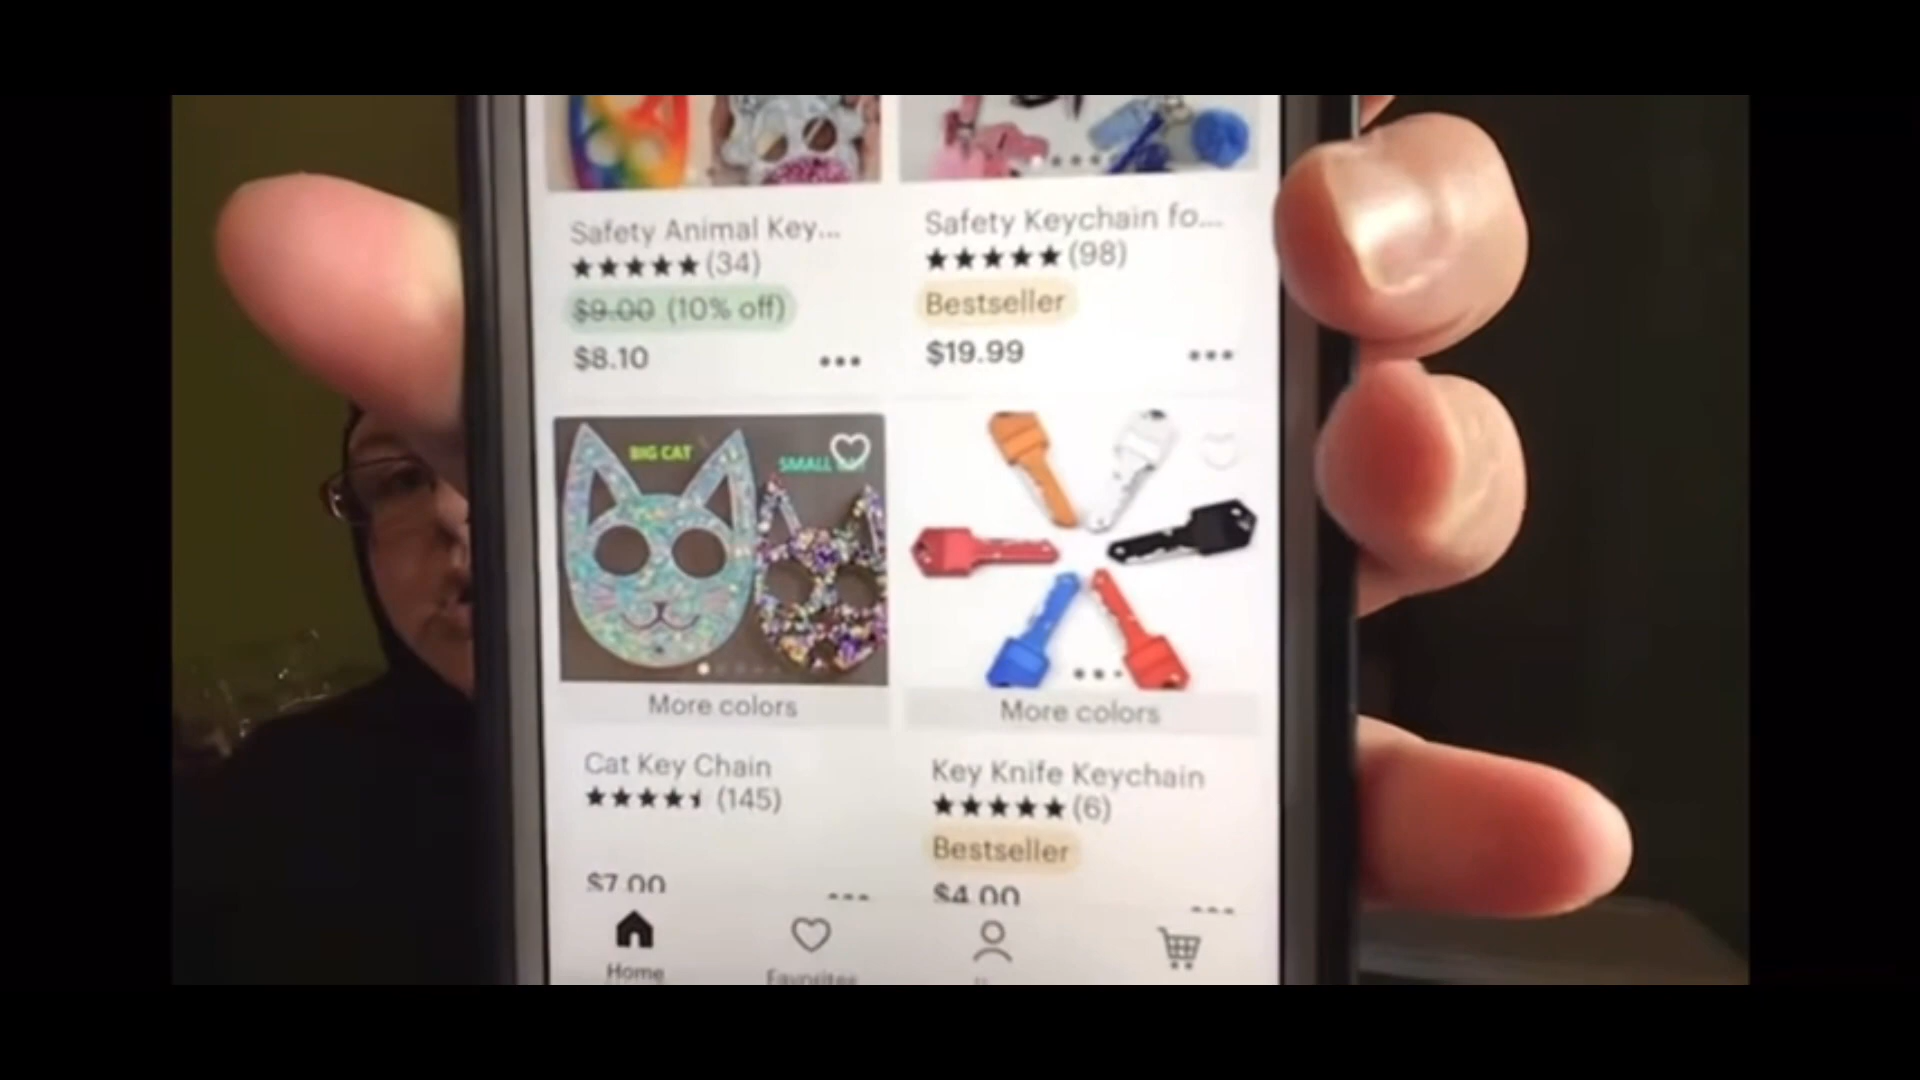 Safety Animal Key...
(34)
$9.00 (10% off)
$8.10
Safety Keychain fo...
(98)
Bestseller
$19.99
BIG CAT
SMALL
More colors
Cat Key Chain
(145)
$7.00
More colors
Key Knife Keychain
(6)
Bestseller
$4.00
Home
Favorites